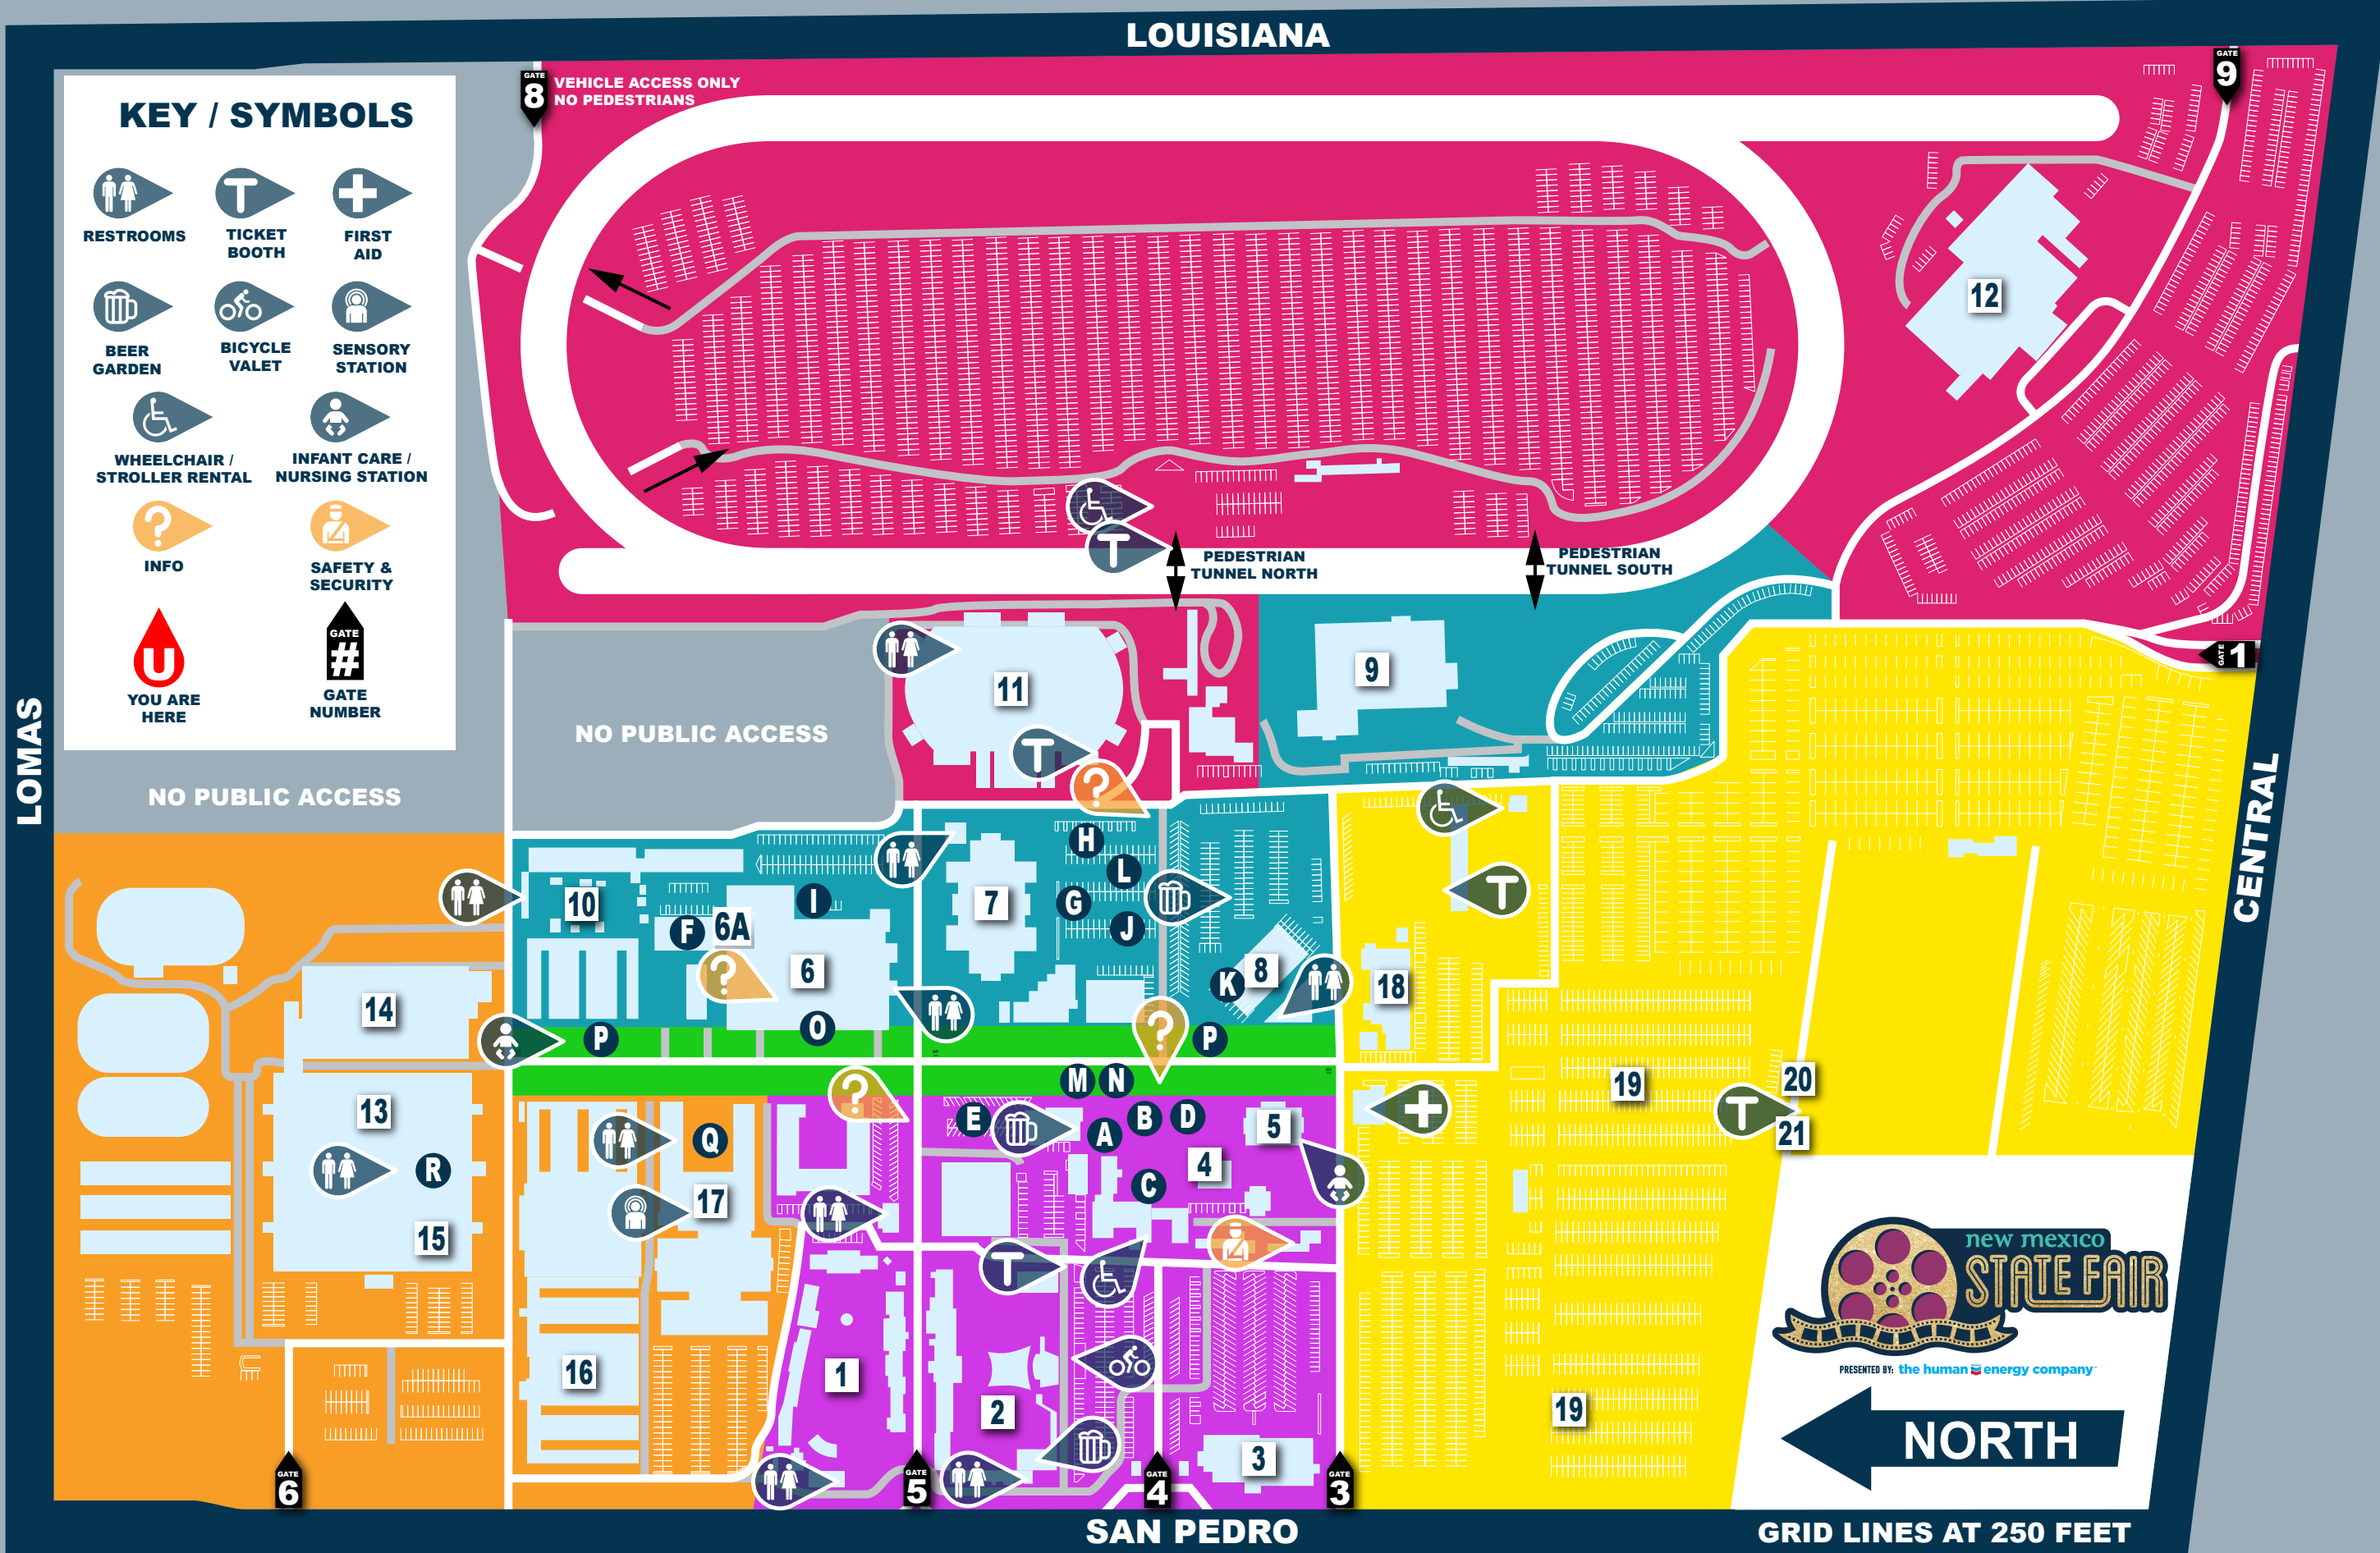 LOUISIANA
GATE
8
VEHICLE ACCESS ONLY
NO PEDESTRIANS
GATE
9
KEY / SYMBOLS
RESTROOMS
T
TICKET
BOOTH
FIRST
AID
BEER
GARDEN
BICYCLE
VALET
SENSORY
STATION
WHEELCHAIR /
STROLLER RENTAL
INFANT CARE /
NURSING STATION
?
INFO
SAFETY &
SECURITY
U
YOU ARE
HERE
GATE
#
GATE
NUMBER
12
T
PEDESTRIAN
TUNNEL NORTH
PEDESTRIAN
TUNNEL SOUTH
GATE
1
11
9
NO PUBLIC ACCESS
T
?
NO PUBLIC ACCESS
LOMAS
CENTRAL
H
L
G
J
7
I
10
F
6A
?
6
T
K
8
18
14
O
P
?
P
M
N
?
19
20
T
21
13
E
A
B
D
5
Q
R
4
C
17
15
T
new mexico
STATE FAIR
PRESENTED BY: the human energy company
1
16
2
19
3
NORTH
GATE
6
GATE
5
GATE
4
GATE
3
SAN PEDRO
GRID LINES AT 250 FEET